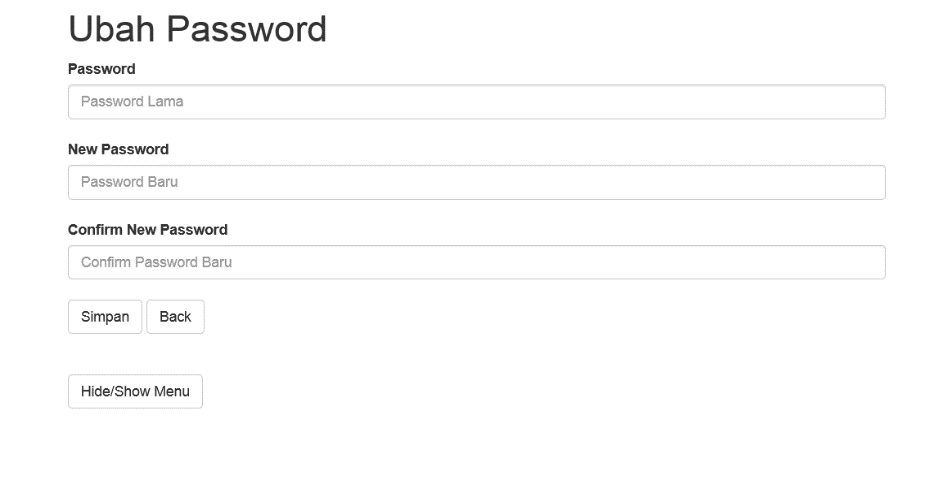 Ubah Password
Password
Password Lama
New Password
Password Baru
Confirm New Password
Confirm Password Baru
Simpan Back
Hide/Show Menu